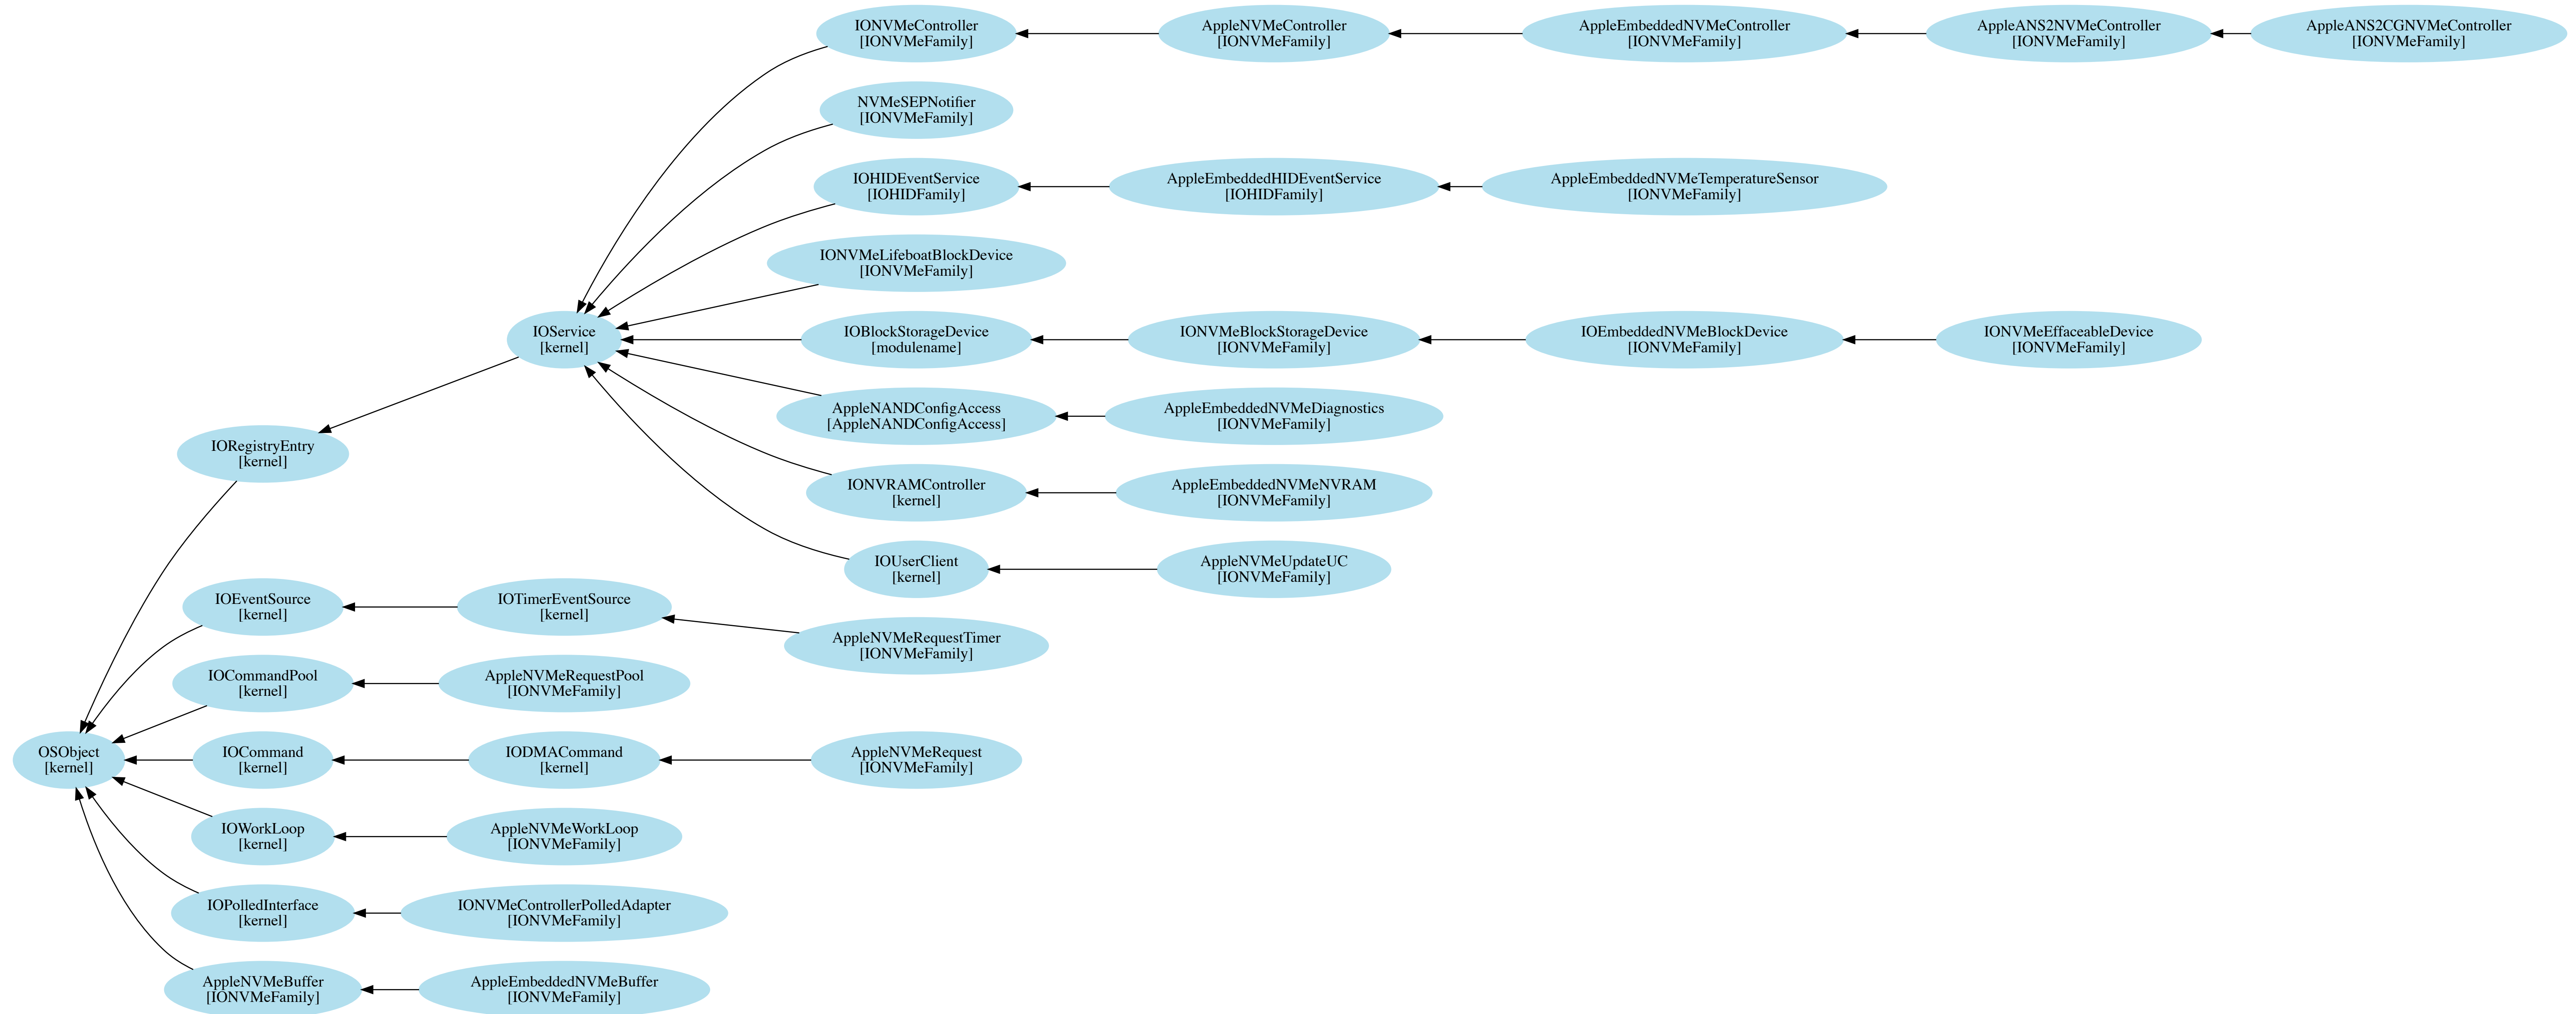 IONVMeController
[IONVMeFamily]
AppleNVMeController
[IONVMeFamily]
AppleEmbeddedNVMeController
[IONVMeFamily]
AppleANS2NVMeController
[IONVMeFamily]
AppleANS2CGNVMeController
[IONVMeFamily]
NVMeSEPNotifier
[IONVMeFamily]
IOHIDEventService
[IOHIDFamily]
AppleEmbeddedHIDEventService
[IOHIDFamily]
AppleEmbeddedNVMeTemperatureSensor
[IONVMeFamily]
IONVMeLifeboatBlockDevice
[IONVMeFamily]
IOService
[kernel]
IOBlockStorageDevice
[modulename]
IONVMeBlockStorageDevice
[IONVMeFamily]
IOEmbeddedNVMeBlockDevice
[IONVMeFamily]
IONVMeEffaceableDevice
[IONVMeFamily]
AppleNANDConfigAccess
[AppleNANDConfigAccess]
AppleEmbeddedNVMeDiagnostics
[IONVMeFamily]
IORegistryEntry
[kernel]
IONVRAMController
[kernel]
AppleEmbeddedNVMeNVRAM
[IONVMeFamily]
IOUserClient
[kernel]
AppleNVMeUpdateUC
[IONVMeFamily]
IOEventSource
[kernel]
IOTimerEventSource
[kernel]
AppleNVMeRequestTimer
[IONVMeFamily]
IOCommandPool
[kernel]
AppleNVMeRequestPool
[IONVMeFamily]
OSObject
[kernel]
IOCommand
[kernel]
IODMACommand
[kernel]
AppleNVMeRequest
[IONVMeFamily]
IOWorkLoop
[kernel]
AppleNVMeWorkLoop
[IONVMeFamily]
IOPolledInterface
[kernel]
IONVMeControllerPolledAdapter
[IONVMeFamily]
AppleNVMeBuffer
[IONVMeFamily]
AppleEmbeddedNVMeBuffer
[IONVMeFamily]